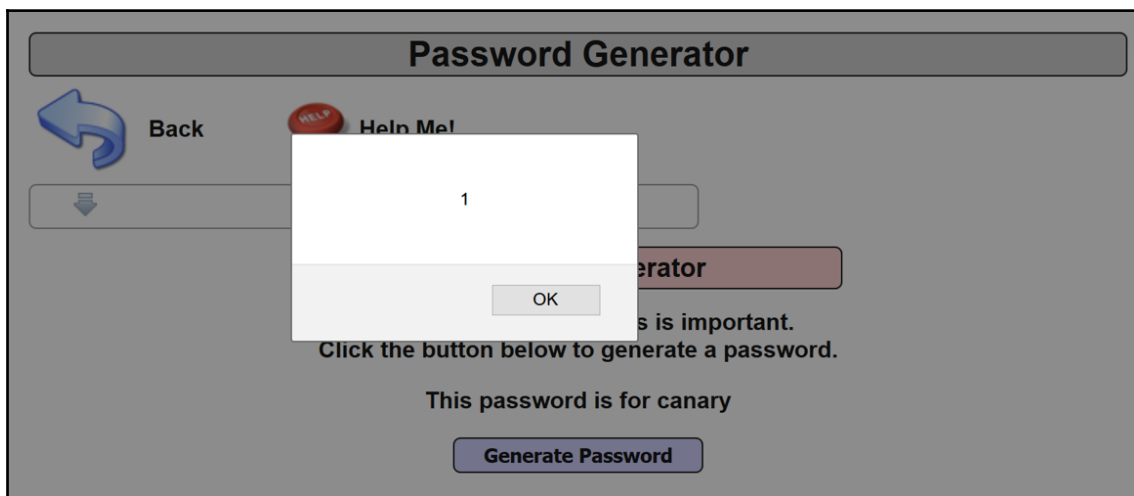 Password Generator
Back
HELP
Help Me!
1
erator
OK
s is important.
Click the button below to generate a password.
This password is for canary
Generate Password